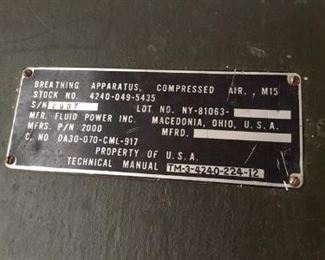 BREATHING APPARATUS, COMPRESSED AIR, , M15
STOCK NO. 4240-049-5435
S/N 2837 LOT NO. NY-81063-
MFR. FLUID POWER INC. MACEDONIA, OHIO, U.S.A.
MFRS. P/N 2000 MFRD.
C. NO DA30-070-CML-917
PROPERTY OF U.S.A.
TECHNICAL MANUAL TM-3-4240-224-12